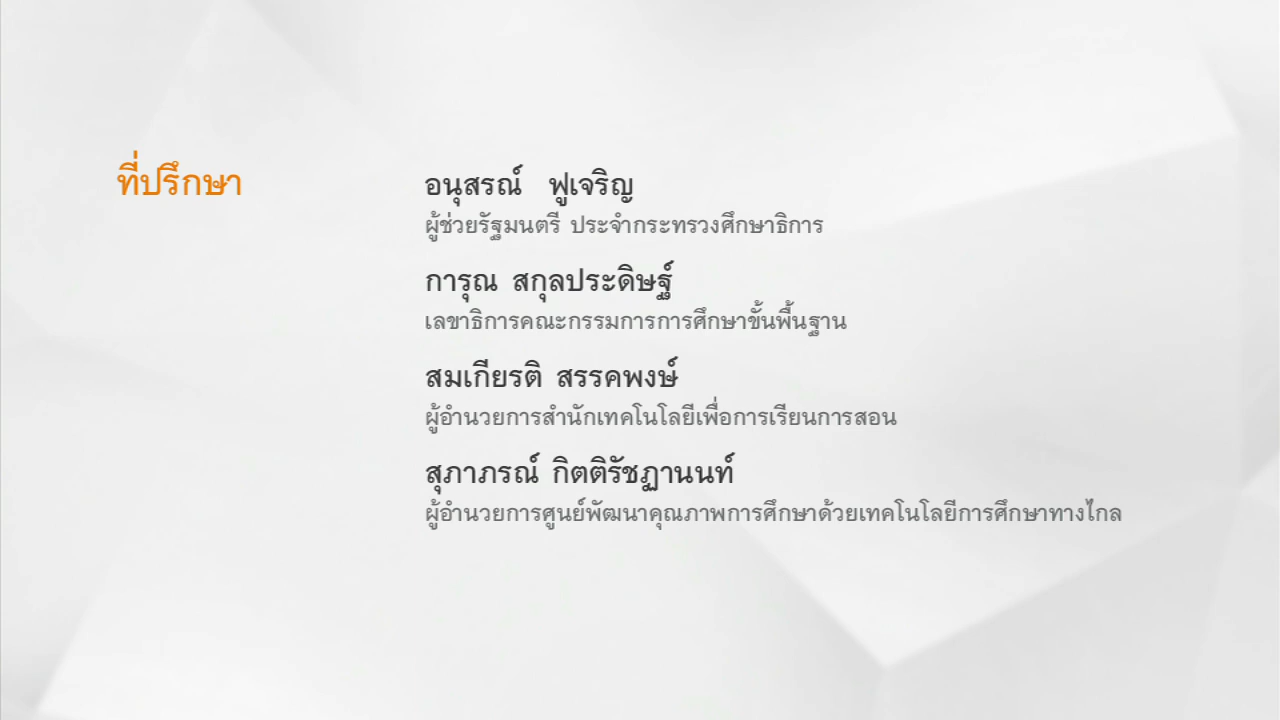 ที่ปรึกษา
อนุสรณ์ ฟูเจริญ
ผู้ช่วยรัฐมนตรี ประจำกระทรวงศึกษาธิการ
การุณ สกุลประดิษฐ์
เลขาธิการคณะกรรมการการศึกษาขั้นพื้นฐาน
สมเกียรติ สรรคพงษ์
ผู้อำนวยการสำนักเทคโนโลยีเพื่อการเรียนการสอน
สุภาภรณ์ กิตติรัชฏานนท์
ผู้อำนวยการศูนย์พัฒนาคุณภาพการศึกษาด้วยเทคโนโลยีการศึกษาทางไกล